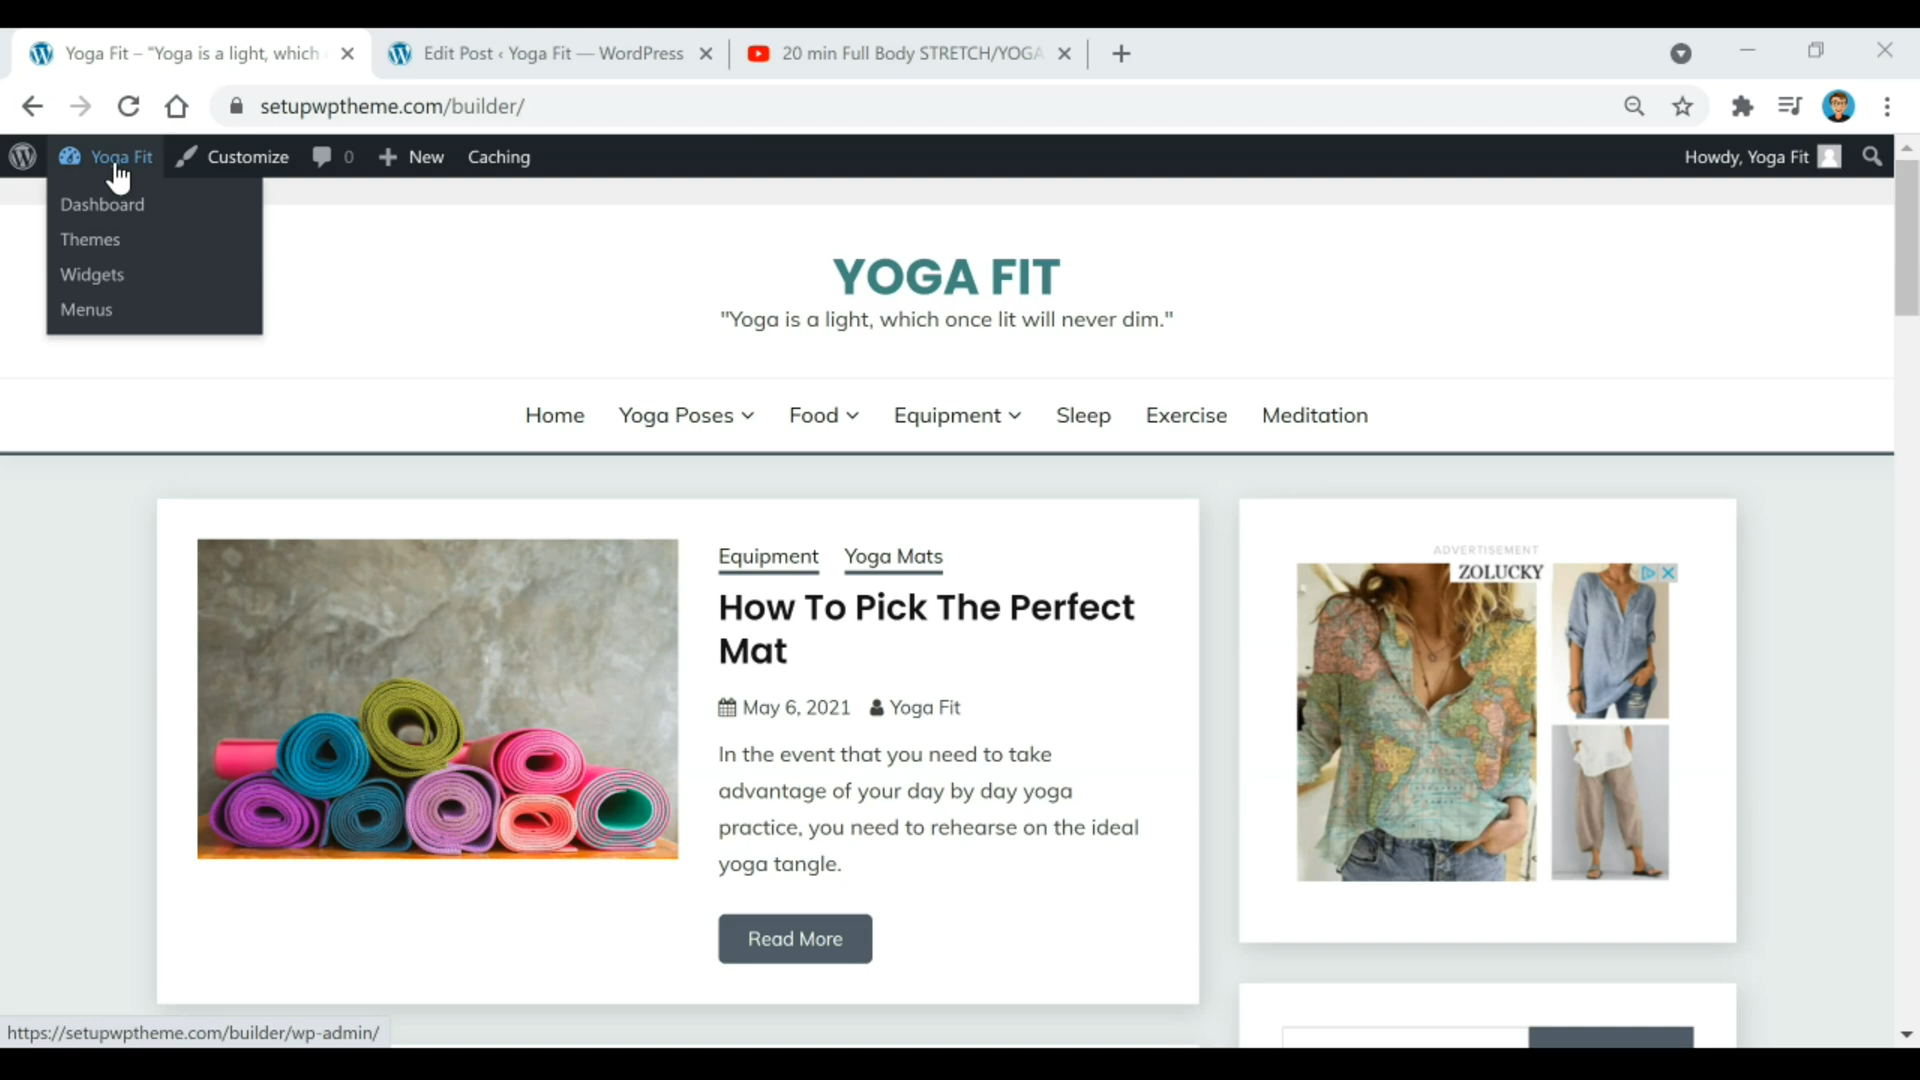 Yoga Fit – "Yoga is a light, which
Edit Post ‹ Yoga Fit — WordPress
20 min Full Body STRETCH/YOGA
setupwptheme.com/builder/
Yoga Fit
Customize
0
New
Caching
Howdy, Yoga Fit
Dashboard
Themes
Widgets
Menus
YOGA FIT
"Yoga is a light, which once lit will never dim."
Home
Yoga Poses
Food
Equipment
Sleep
Exercise
Meditation
Equipment
Yoga Mats
How To Pick The Perfect
Mat
May 6, 2021
Yoga Fit
In the event that you need to take
advantage of your day by day yoga
practice, you need to rehearse on the ideal
yoga tangle.
Read More
ADVERTISEMENT
ZOLUCKY
https://setupwptheme.com/builder/wp-admin/